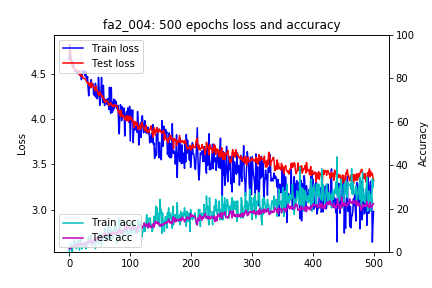 fa2_004: 500 epochs loss and accuracy
Train loss
Test loss
Train acc
Test acc
Loss
4.5
4.0
3.5
3.0
Accuracy
100
80
60
40
20
0
0
100
200
300
400
500